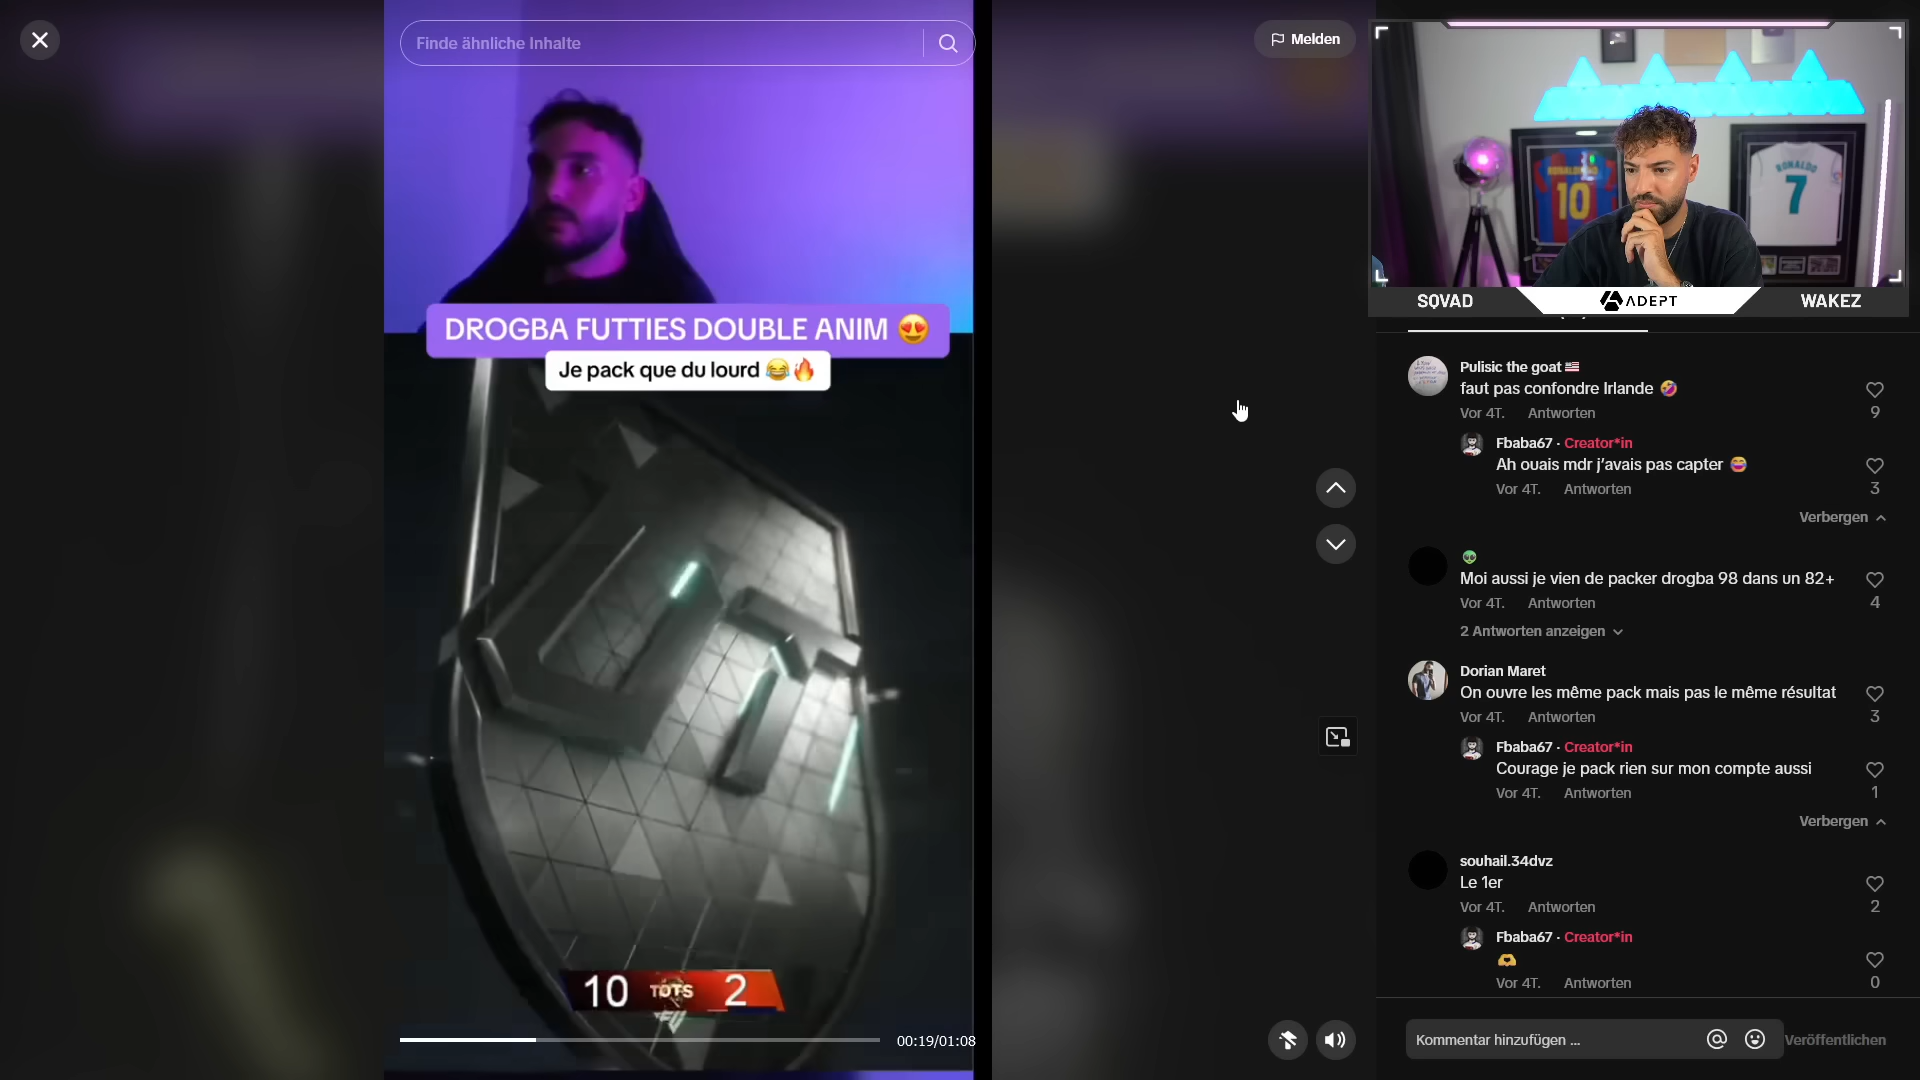 Finde ähnliche Inhalte
Melden
DROGBA FUTTIES DOUBLE ANIM 😍
Je pack que du lourd 😂🔥
10 TOTS 2
00:19/01:08
RONALDINHO
10
RONALDO
7
SQVAD ADEPT WAKEZ
Pulisic the goat🇺🇸
faut pas confondre Irlande 🤣
Vor 4T. Antworten
9
Fbaba67 · Creator*in
Ah ouais mdr j'avais pas capter 😂
Vor 4T. Antworten
3
Verbergen
👽
Moi aussi je vien de packer drogba 98 dans un 82+
Vor 4T. Antworten
4
2 Antworten anzeigen
Dorian Maret
On ouvre les même pack mais pas le même résultat
Vor 4T. Antworten
3
Fbaba67 · Creator*in
Courage je pack rien sur mon compte aussi
Vor 4T. Antworten
1
Verbergen
souhail.34dvz
Le 1er
Vor 4T. Antworten
2
Fbaba67 · Creator*in
🫶
Vor 4T. Antworten
0
Kommentar hinzufügen ...
Veröffentlichen